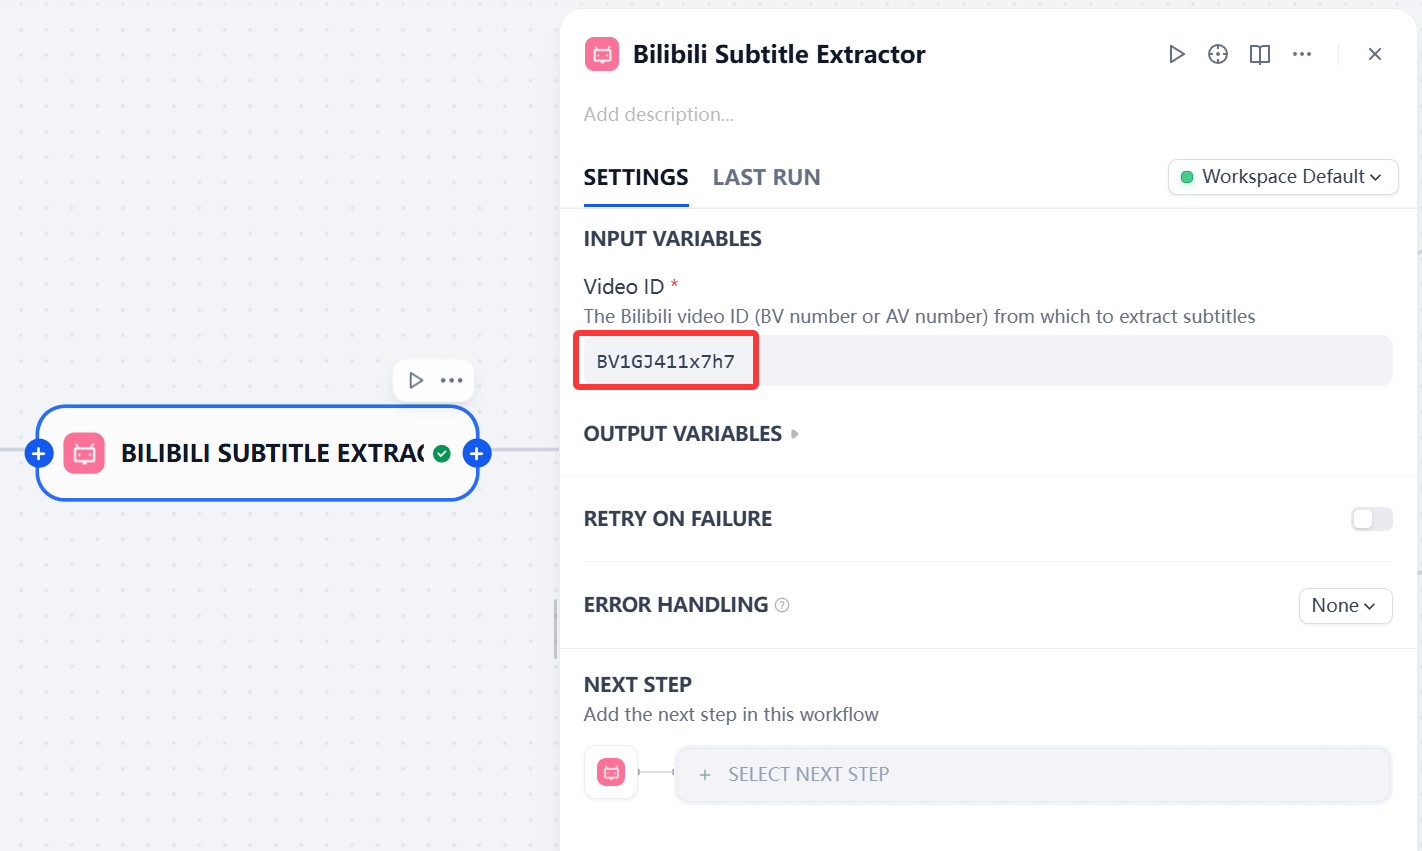 Bilibili Subtitle Extractor
Add description...
SETTINGS LAST RUN Workspace Default
INPUT VARIABLES
Video ID *
The Bilibili video ID (BV number or AV number) from which to extract subtitles
BV1GJ411x7h7
OUTPUT VARIABLES
RETRY ON FAILURE
ERROR HANDLING None
NEXT STEP
Add the next step in this workflow
+ SELECT NEXT STEP
BILIBILI SUBTITLE EXTRAC